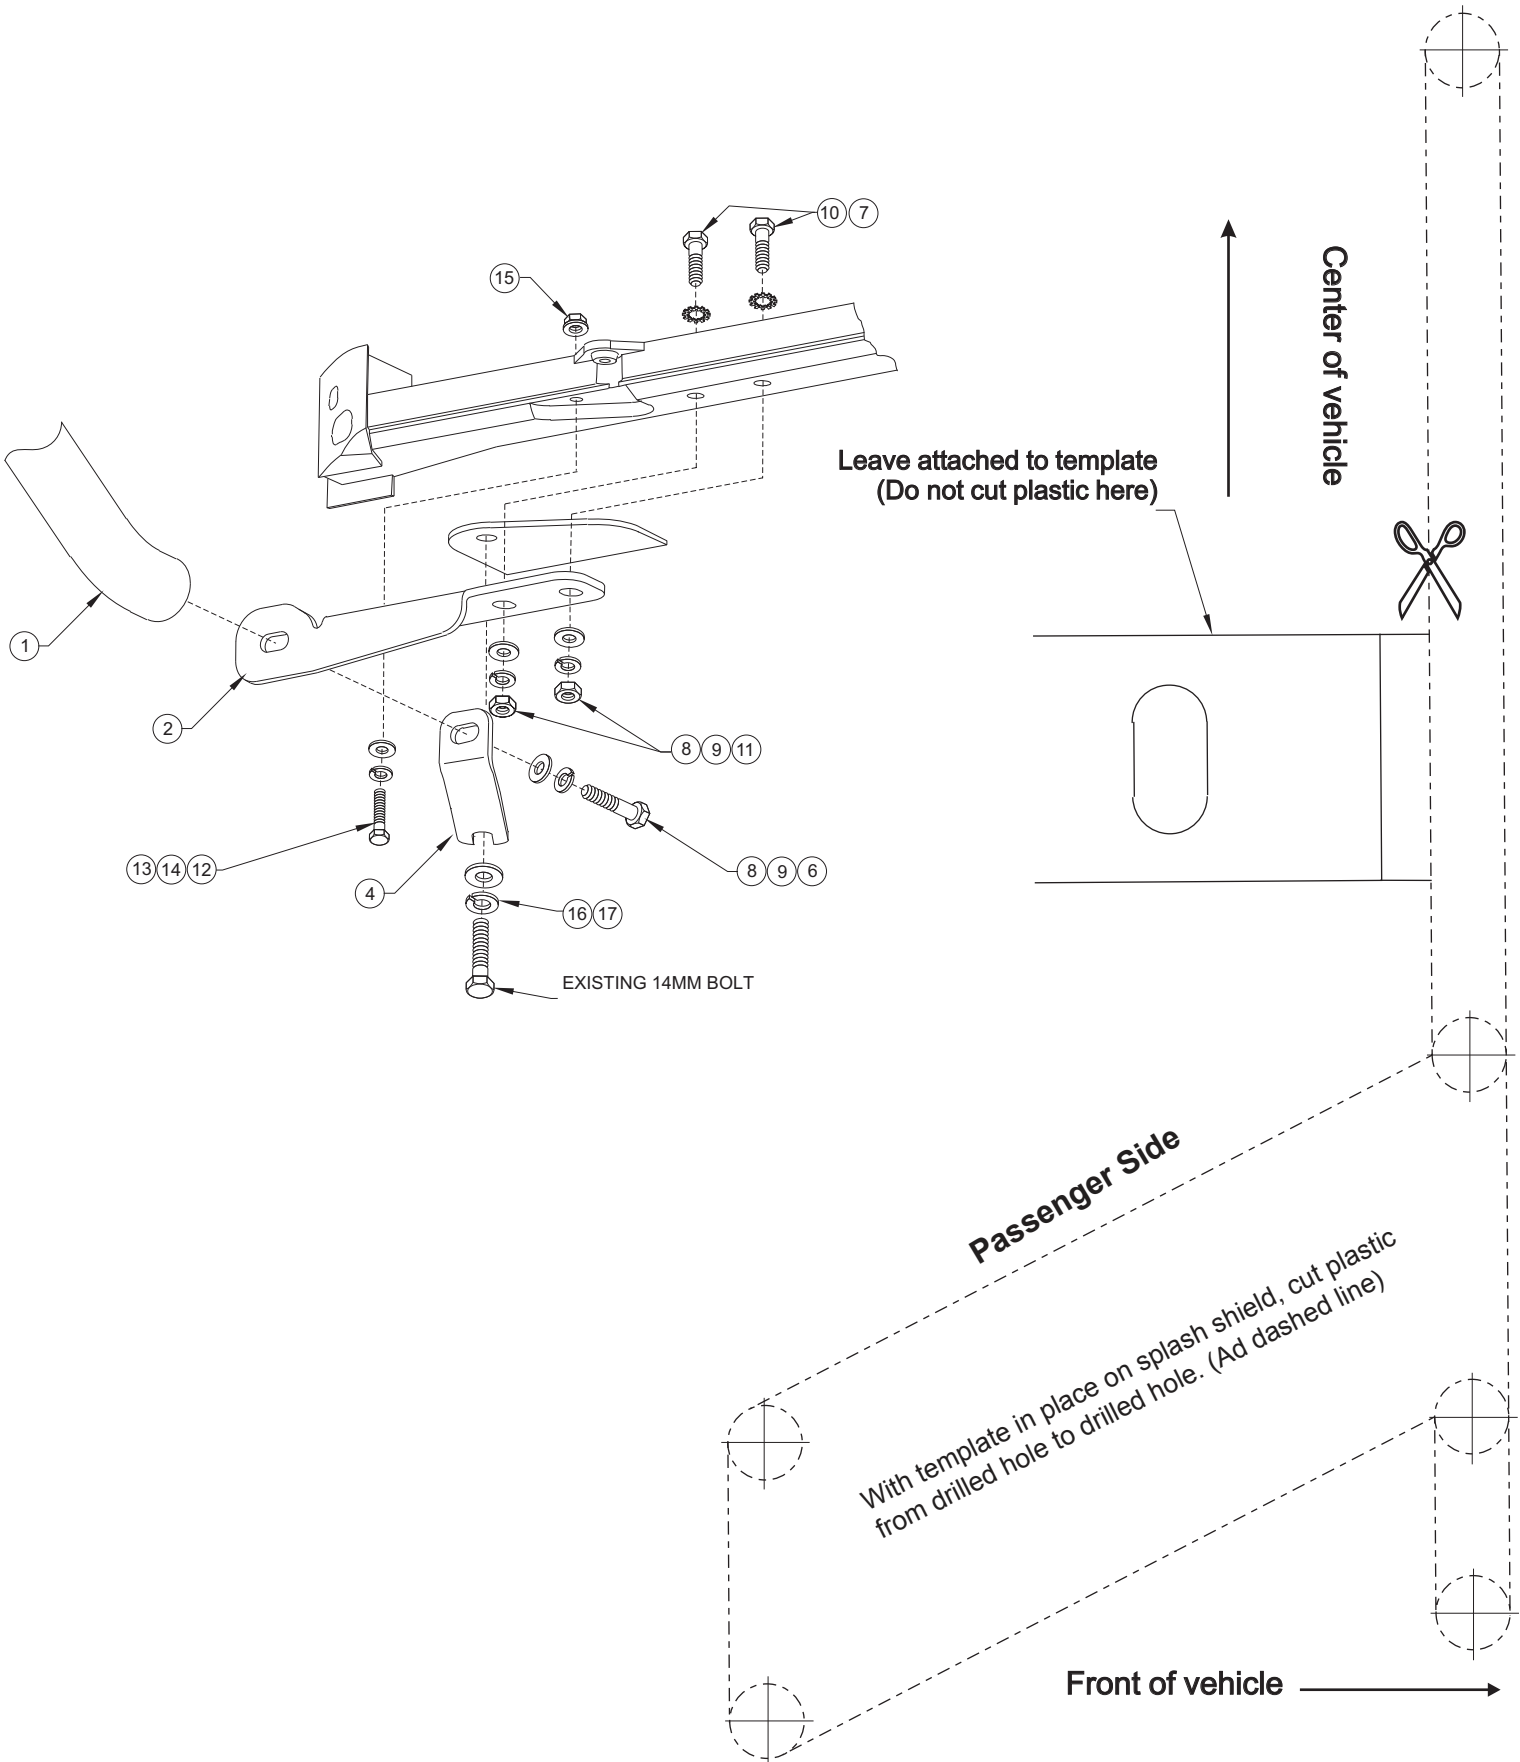 10 7
15
Center of vehicle
Leave attached to template
(Do not cut plastic here)
1
2
8 9 11
13 14 12
4
8 9 6
16 17
EXISTING 14MM BOLT
Passenger Side
With template in place on splash shield, cut plastic
from drilled hole to drilled hole. (Ad dashed line)
Front of vehicle